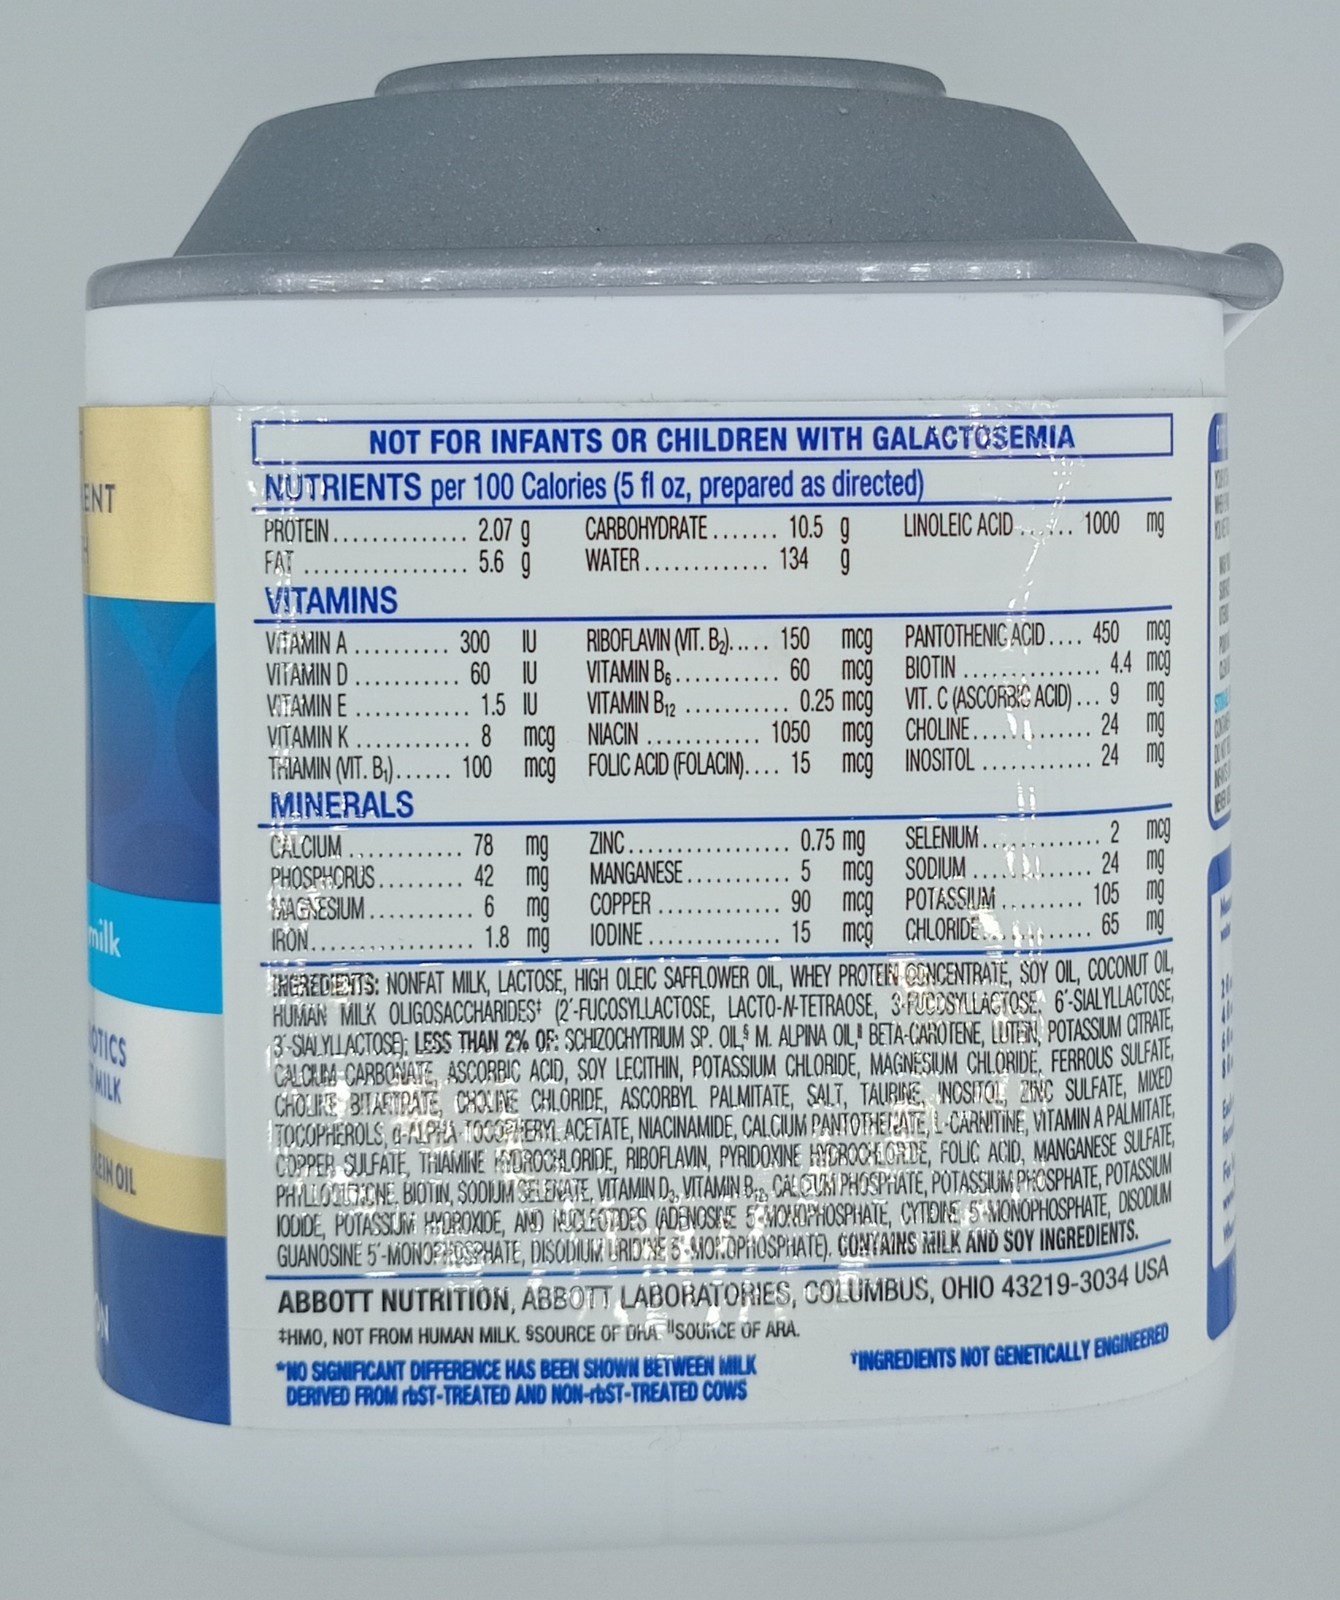 ENT
milk
IOTICS
MILK
LEIN OIL
ON
NOT FOR INFANTS OR CHILDREN WITH GALACTOSEMIA
NUTRIENTS per 100 Calories (5 fl oz, prepared as directed)
PROTEIN............... 2.07 g CARBOHYDRATE....... 10.5 g LINOLEIC ACID...... 1000 mg
FAT .................. 5.6 g WATER............. 134 g
VITAMINS
VITAMIN A .......... 300 IU RIBOFLAVIN (VIT. B₂)...... 150 mcg PANTOTHENIC ACID.... 450 mcg
VITAMIN D ........... 60 IU VITAMIN B₆............ 60 mcg BIOTIN .............. 4.4 mcg
VITAMIN E ............ 1.5 IU VITAMIN B₁₂ ........... 0.25 mcg VIT. C (ASCORBIC ACID)... 9 mg
VITAMIN K ............ 8 mcg NIACIN ............ 1050 mcg CHOLINE............. 24 mg
THIAMIN (VIT. B₁)...... 100 mcg FOLIC ACID (FOLACIN).... 15 mcg INOSITOL ............ 24 mg
MINERALS
CALCIUM ............ 78 mg ZINC................... 0.75 mg SELENIUM............. 2 mcg
PHOSPHORUS......... 42 mg MANGANESE........... 5 mcg SODIUM ............. 24 mg
MAGNESIUM........... 6 mg COPPER ............. 90 mcg POTASSIUM .......... 105 mg
IRON................. 1.8 mg IODINE .............. 15 mcg CHLORIDE............ 65 mg
INGREDIENTS: NONFAT MILK, LACTOSE, HIGH OLEIC SAFFLOWER OIL, WHEY PROTEIN CONCENTRATE, SOY OIL, COCONUT OIL,
HUMAN MILK OLIGOSACCHARIDES‡ (2´-FUCOSYLLACTOSE, LACTO-N-TETRAOSE, 3-FUCOSYLLACTOSE, 6´-SIALYLLACTOSE,
3´-SIALYLLACTOSE); LESS THAN 2% OF: SCHIZOCHYTRIUM SP. OIL,§ M. ALPINA OIL,‖ BETA-CAROTENE, LUTEIN, POTASSIUM CITRATE,
CALCIUM CARBONATE, ASCORBIC ACID, SOY LECITHIN, POTASSIUM CHLORIDE, MAGNESIUM CHLORIDE, FERROUS SULFATE,
CHOLINE BITARTRATE, CHOLINE CHLORIDE, ASCORBYL PALMITATE, SALT, TAURINE, INOSITOL, ZINC SULFATE, MIXED
TOCOPHEROLS, d-ALPHA-TOCOPHERYL ACETATE, NIACINAMIDE, CALCIUM PANTOTHENATE, L-CARNITINE, VITAMIN A PALMITATE,
COPPER SULFATE, THIAMINE HYDROCHLORIDE, RIBOFLAVIN, PYRIDOXINE HYDROCHLORIDE, FOLIC ACID, MANGANESE SULFATE,
PHYLLOQUINONE, BIOTIN, SODIUM SELENATE, VITAMIN D₃, VITAMIN B₁₂, CALCIUM PHOSPHATE, POTASSIUM PHOSPHATE, POTASSIUM
IODIDE, POTASSIUM HYDROXIDE, AND NUCLEOTIDES (ADENOSINE 5´-MONOPHOSPHATE, CYTIDINE 5´-MONOPHOSPHATE, DISODIUM
GUANOSINE 5´-MONOPHOSPHATE, DISODIUM URIDINE 5´-MONOPHOSPHATE). CONTAINS MILK AND SOY INGREDIENTS.
ABBOTT NUTRITION, ABBOTT LABORATORIES, COLUMBUS, OHIO 43219-3034 USA
‡HMO, NOT FROM HUMAN MILK. §SOURCE OF DHA. ‖SOURCE OF ARA.
*NO SIGNIFICANT DIFFERENCE HAS BEEN SHOWN BETWEEN MILK
DERIVED FROM rbST-TREATED AND NON-rbST-TREATED COWS
†INGREDIENTS NOT GENETICALLY ENGINEERED